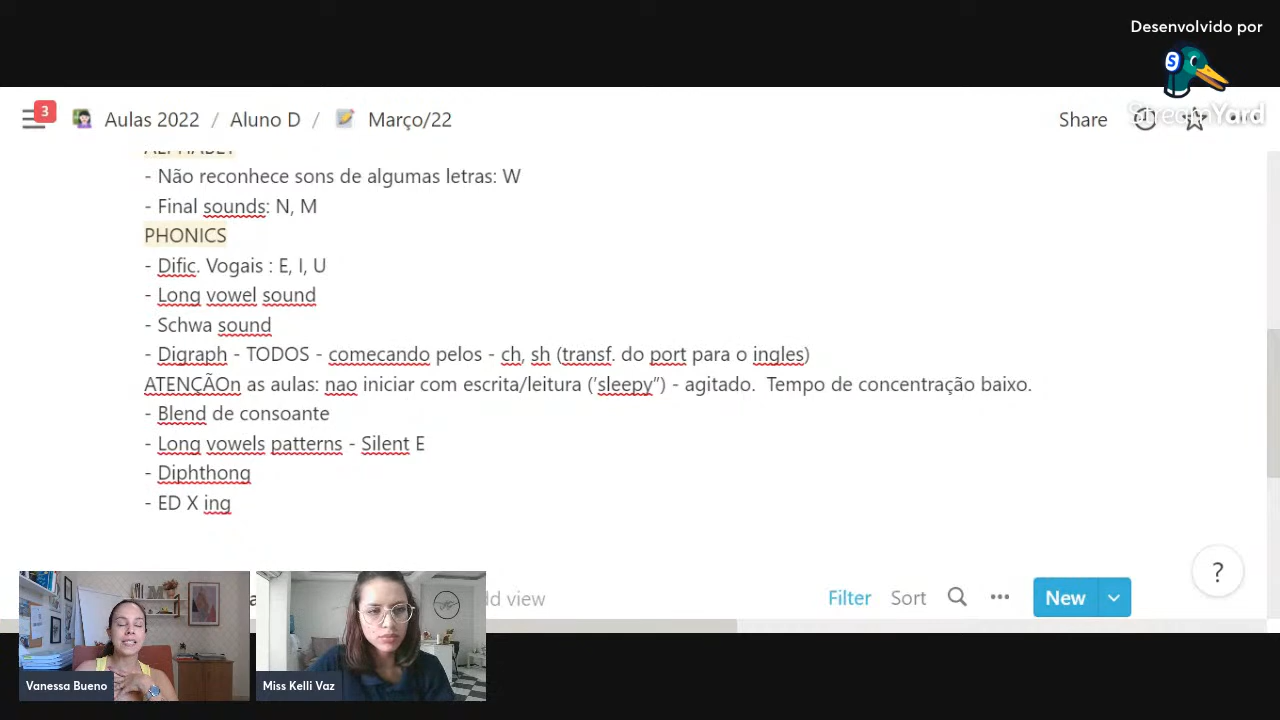 Desenvolvido por
StreamYard
3
Aulas 2022 / Aluno D / Março/22
Share
ALPHABET
- Não reconhece sons de algumas letras: W
- Final sounds: N, M
PHONICS
- Dific. Vogais : E, I, U
- Long vowel sound
- Schwa sound
- Digraph - TODOS - comecando pelos - ch, sh (transf. do port para o ingles)
ATENÇÃOn as aulas: nao iniciar com escrita/leitura ('sleepy”) - agitado.  Tempo de concentração baixo.
- Blend de consoante
- Long vowels patterns - Silent E
- Diphthong
- ED X ing
?
view
Filter
Sort
New
Vanessa Bueno
Miss Kelli Vaz